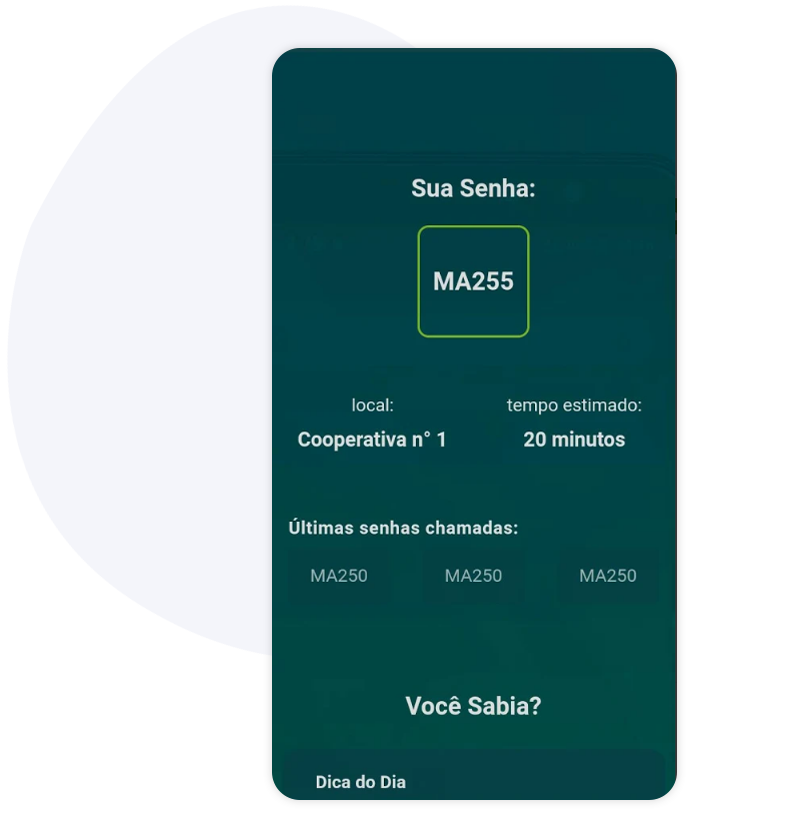 Sua Senha:
MA255
local:
tempo estimado:
Cooperativa n° 1
20 minutos
Últimas senhas chamadas:
MA250
MA250
MA250
Você Sabia?
Dica do Dia